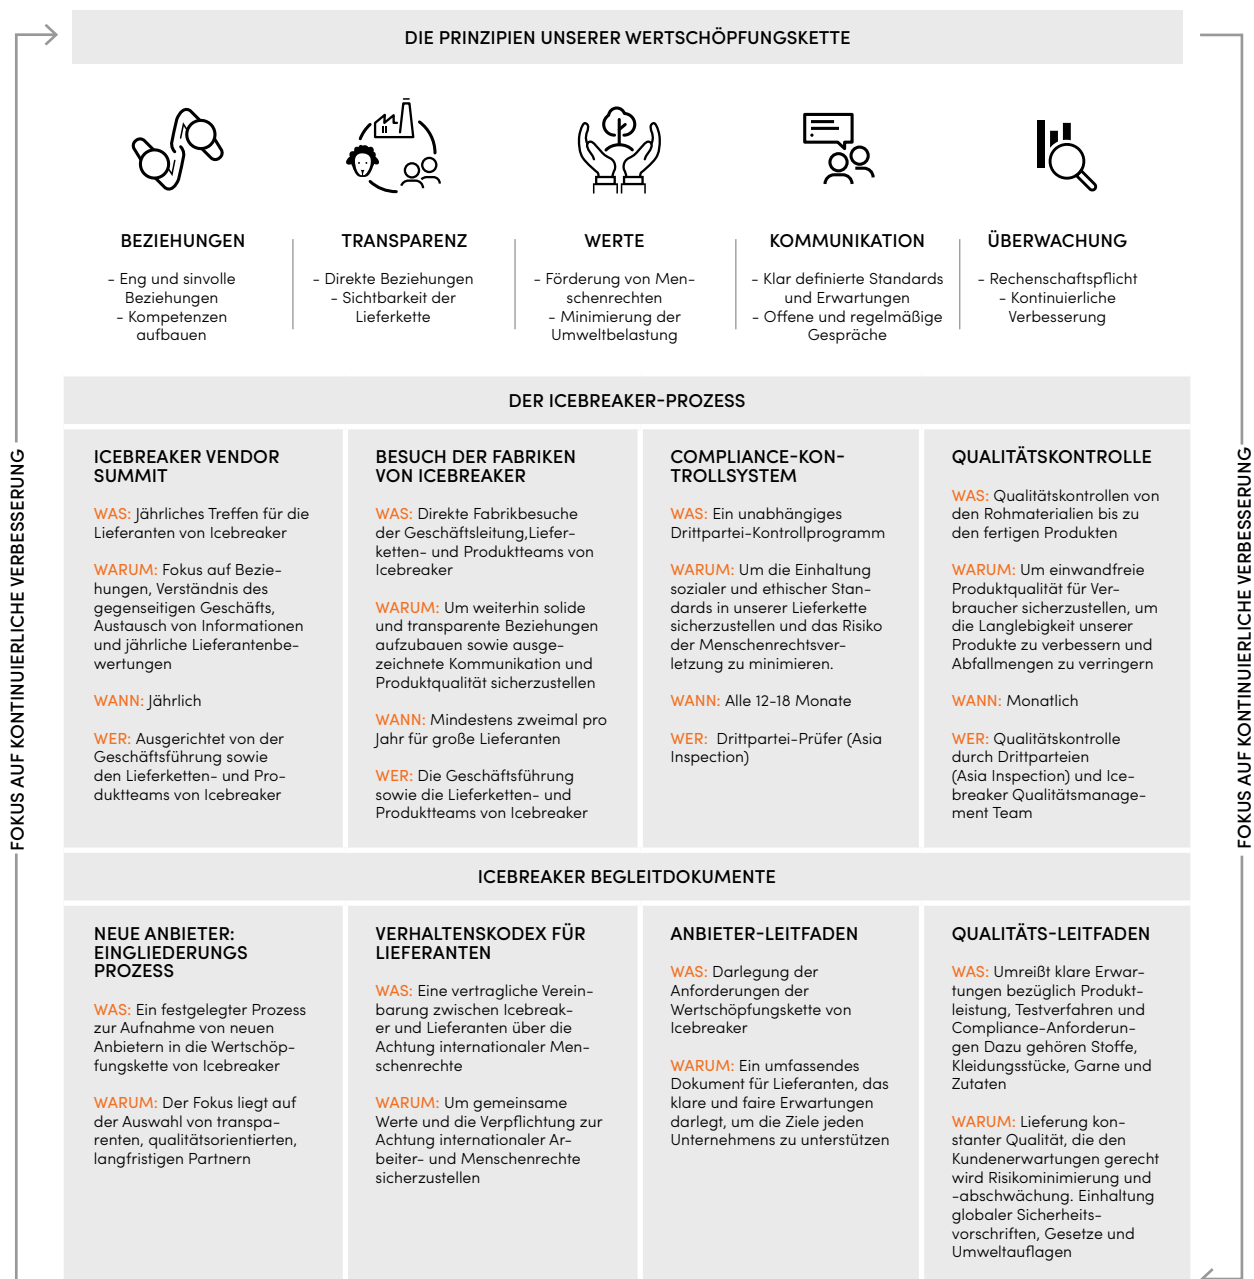 DIE PRINZIPIEN UNSERER WERTSCHÖPFUNGSKETTE
BEZIEHUNGEN
- Eng und sinvolle
Beziehungen
- Kompetenzen
aufbauen
TRANSPARENZ
- Direkte Beziehungen
- Sichtbarkeit der
Lieferkette
WERTE
- Förderung von Men-
schenrechten
- Minimierung der
Umweltbelastung
KOMMUNIKATION
- Klar definierte Standards
und Erwartungen
- Offene und regelmäßige
Gespräche
ÜBERWACHUNG
- Rechenschaftspflicht
- Kontinuierliche
Verbesserung
FOKUS AUF KONTINUIERLICHE VERBESSERUNG
DER ICEBREAKER-PROZESS
ICEBREAKER VENDOR
SUMMIT
WAS: Jährliches Treffen für die
Lieferanten von Icebreaker
WARUM: Fokus auf Bezie-
hungen, Verständnis des
gegenseitigen Geschäfts,
Austausch von Informationen
und jährliche Lieferantenbe-
wertungen
WANN: Jährlich
WER: Ausgerichtet von der
Geschäftsführung sowie
den Lieferketten- und Pro-
duktteams von Icebreaker
BESUCH DER FABRIKEN
VON ICEBREAKER
WAS: Direkte Fabrikbesuche
der Geschäftsleitung,Liefer-
ketten- und Produktteams von
Icebreaker
WARUM: Um weiterhin solide
und transparente Beziehungen
aufzubauen sowie ausge-
zeichnete Kommunikation und
Produktqualität sicherzustellen
WANN: Mindestens zweimal pro
Jahr für große Lieferanten
WER: Die Geschäftsführung
sowie die Lieferketten- und
Produktteams von Icebreaker
COMPLIANCE-KON-
TROLLSYSTEM
WAS: Ein unabhängiges
Drittpartei-Kontrollprogramm
WARUM: Um die Einhaltung
sozialer und ethischer Stan-
dards in unserer Lieferkette
sicherzustellen und das Risiko
der Menschenrechtsver-
letzung zu minimieren.
WANN: Alle 12-18 Monate
WER: Drittpartei-Prüfer (Asia
Inspection)
QUALITÄTSKONTROLLE
WAS: Qualitätskontrollen von
den Rohmaterialien bis zu
den fertigen Produkten
WARUM: Um einwandfreie
Produktqualität für Ver-
braucher sicherzustellen, um
die Langlebigkeit unserer
Produkte zu verbessern und
Abfallmengen zu verringern
WANN: Monatlich
WER: Qualitätskontrolle
durch Drittparteien
(Asia Inspection) und Ice-
breaker Qualitätsmanage-
ment Team
FOKUS AUF KONTINUIERLICHE VERBESSERUNG
ICEBREAKER BEGLEITDOKUMENTE
NEUE ANBIETER:
EINGLIEDERUNGS
PROZESS
WAS: Ein festgelegter Prozess
zur Aufnahme von neuen
Anbietern in die Wertschöp-
fungskette von Icebreaker
WARUM: Der Fokus liegt auf
der Auswahl von transpa-
renten, qualitätsorientierten,
langfristigen Partnern
VERHALTENSKODEX FÜR
LIEFERANTEN
WAS: Eine vertragliche Verein-
barung zwischen Icebreak-
er und Lieferanten über die
Achtung internationaler Men-
schenrechte
WARUM: Um gemeinsame
Werte und die Verpflichtung zur
Achtung internationaler Ar-
beiter- und Menschenrechte
sicherzustellen
ANBIETER-LEITFADEN
WAS: Darlegung der
Anforderungen der
Wertschöpfungskette von
Icebreaker
WARUM: Ein umfassendes
Dokument für Lieferanten, das
klare und faire Erwartungen
darlegt, um die Ziele jeden
Unternehmens zu unterstützen
QUALITÄTS-LEITFADEN
WAS: Umreißt klare Erwar-
tungen bezüglich Produkt-
leistung, Testverfahren und
Compliance-Anforderun-
gen Dazu gehören Stoffe,
Kleidungsstücke, Garne und
Zutaten
WARUM: Lieferung kon-
stanter Qualität, die den
Kundenerwartungen gerecht
wird Risikominimierung und
-abschwächung. Einhaltung
globaler Sicherheits-
vorschriften, Gesetze und
Umweltauflagen